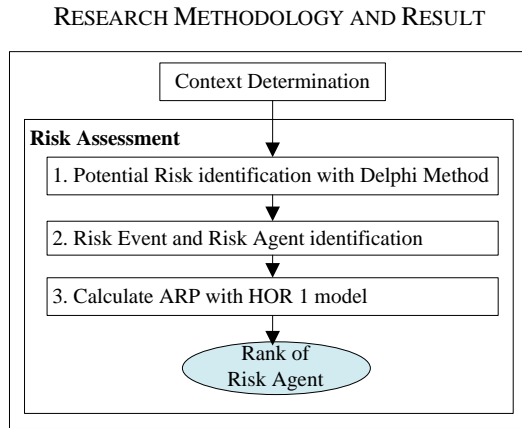 RESEARCH METHODOLOGY AND RESULT
Context Determination
Risk Assessment
1. Potential Risk identification with Delphi Method
2. Risk Event and Risk Agent identification
3. Calculate ARP with HOR 1 model
Rank of
Risk Agent